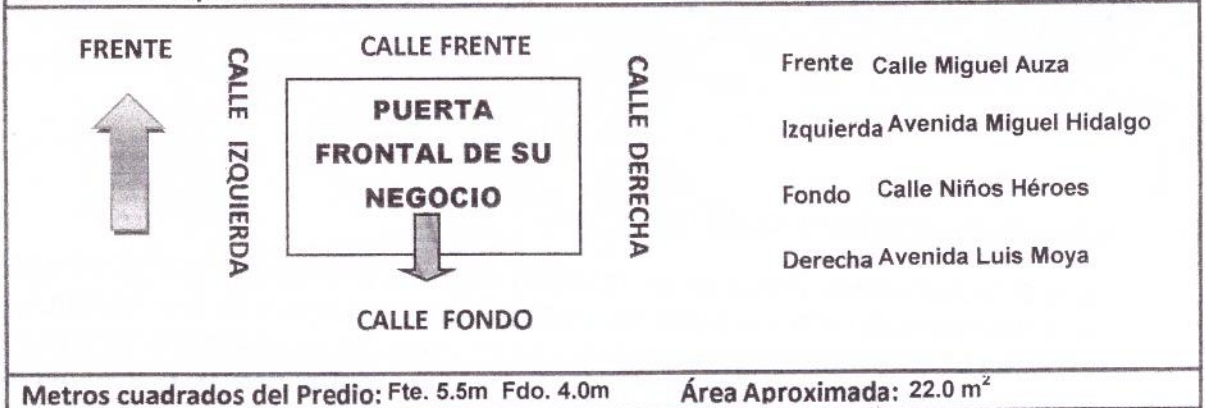 FRENTE
CALLE IZQUIERDA
CALLE FRENTE
PUERTA
FRONTAL DE SU
NEGOCIO
CALLE FONDO
CALLE DERECHA
Frente Calle Miguel Auza
Izquierda Avenida Miguel Hidalgo
Fondo Calle Niños Héroes
Derecha Avenida Luis Moya
Metros cuadrados del Predio: Fte. 5.5m Fdo. 4.0m Área Aproximada: 22.0 m²